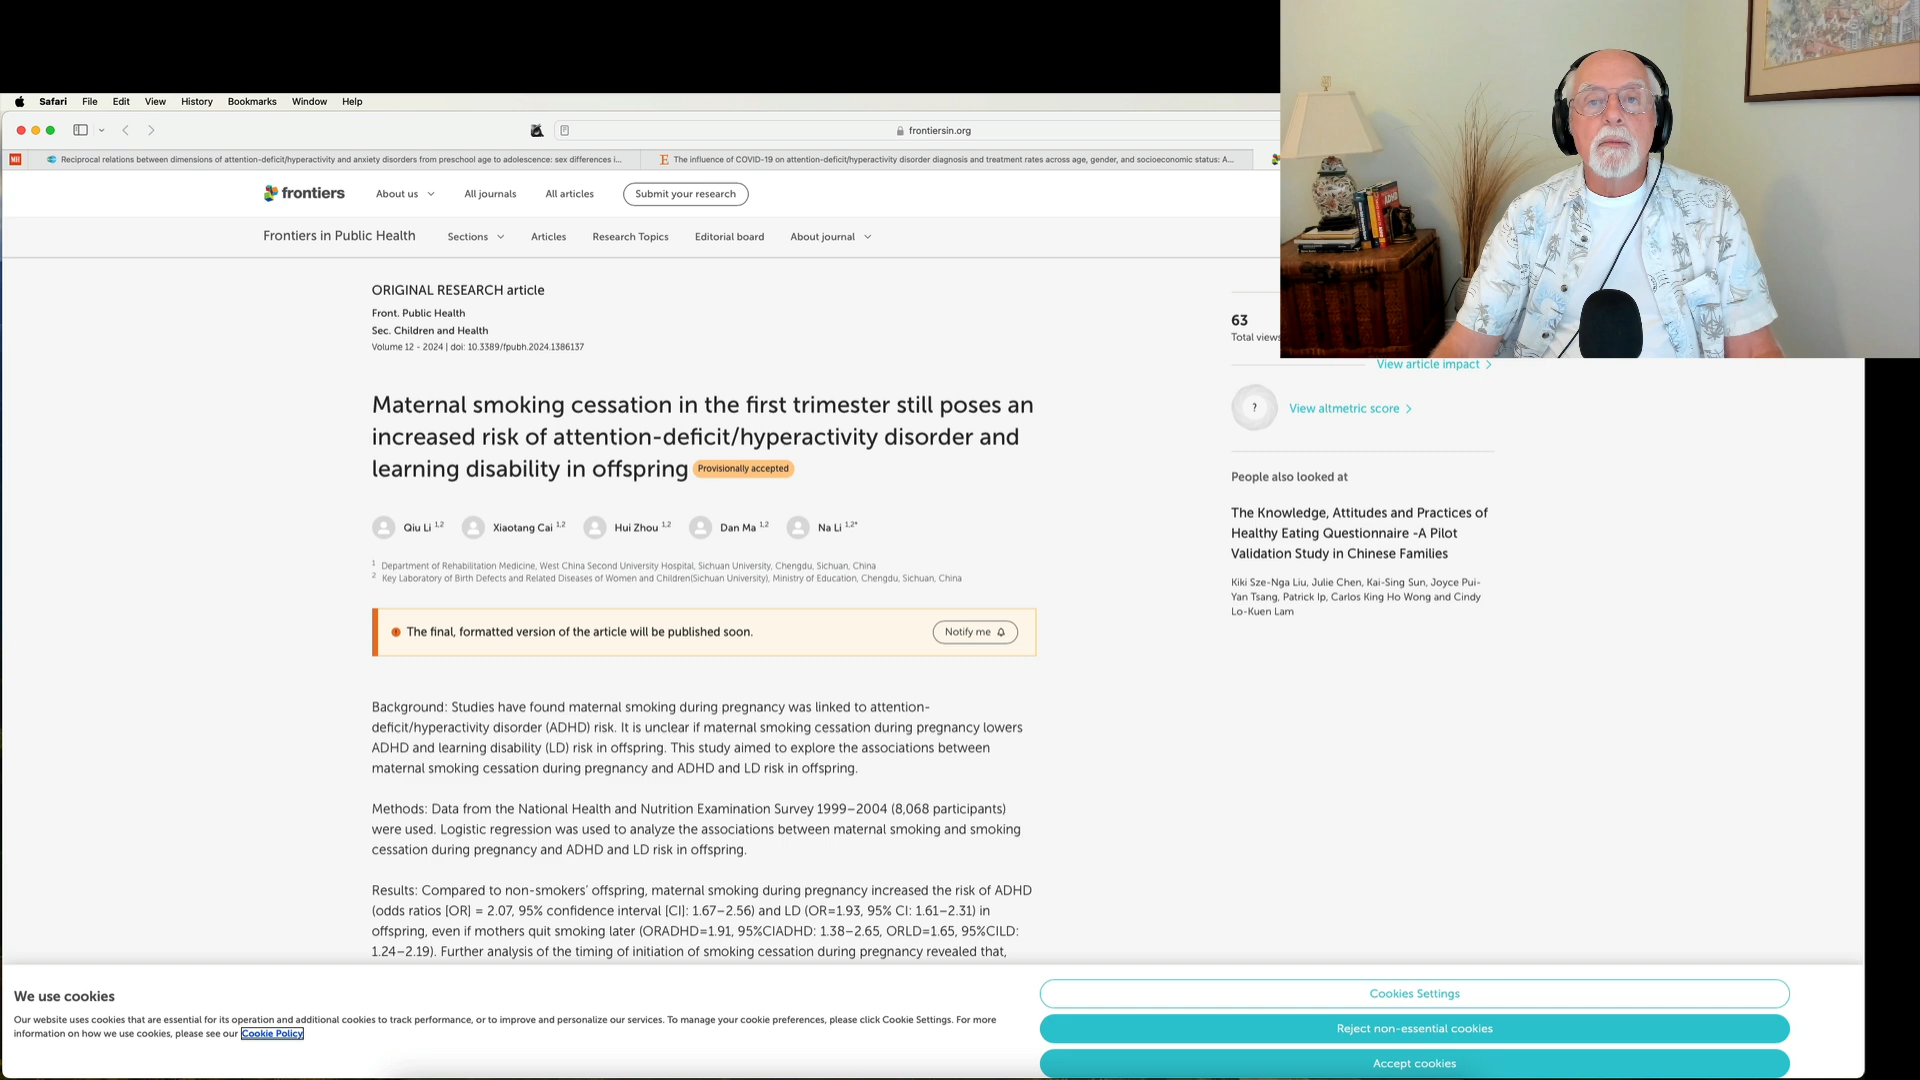 Safari File Edit View History Bookmarks Window Help
frontiersin.org
Reciprocal relations between dimensions of attention-deficit/hyperactivity and anxiety disorders from preschool age to adolescence: sex differences i...
The influence of COVID-19 on attention-deficit/hyperactivity disorder diagnosis and treatment rates across age, gender, and socioeconomic status: A...
frontiers About us All journals All articles Submit your research
Frontiers in Public Health Sections Articles Research Topics Editorial board About journal
ORIGINAL RESEARCH article
Front. Public Health
Sec. Children and Health
Volume 12 - 2024 | doi: 10.3389/fpubh.2024.1386137
Maternal smoking cessation in the first trimester still poses an
increased risk of attention-deficit/hyperactivity disorder and
learning disability in offspring Provisionally accepted
Qiu Li 1,2 Xiaotang Cai 1,2 Hui Zhou 1,2 Dan Ma 1,2 Na Li 1,2*
1 Department of Rehabilitation Medicine, West China Second University Hospital, Sichuan University, Chengdu, Sichuan, China
2 Key Laboratory of Birth Defects and Related Diseases of Women and Children(Sichuan University), Ministry of Education, Chengdu, Sichuan, China
The final, formatted version of the article will be published soon. Notify me
Background: Studies have found maternal smoking during pregnancy was linked to attention-
deficit/hyperactivity disorder (ADHD) risk. It is unclear if maternal smoking cessation during pregnancy lowers
ADHD and learning disability (LD) risk in offspring. This study aimed to explore the associations between
maternal smoking cessation during pregnancy and ADHD and LD risk in offspring.
Methods: Data from the National Health and Nutrition Examination Survey 1999–2004 (8,068 participants)
were used. Logistic regression was used to analyze the associations between maternal smoking and smoking
cessation during pregnancy and ADHD and LD risk in offspring.
Results: Compared to non-smokers' offspring, maternal smoking during pregnancy increased the risk of ADHD
(odds ratios [OR] = 2.07, 95% confidence interval [CI]: 1.67–2.56) and LD (OR=1.93, 95% CI: 1.61–2.31) in
offspring, even if mothers quit smoking later (ORADHD=1.91, 95%CIADHD: 1.38–2.65, ORLD=1.65, 95%CILD:
1.24–2.19). Further analysis of the timing of initiation of smoking cessation during pregnancy revealed that,
63
Total views
View article impact
?
View altmetric score
People also looked at
The Knowledge, Attitudes and Practices of
Healthy Eating Questionnaire -A Pilot
Validation Study in Chinese Families
Kiki Sze-Nga Liu, Julie Chen, Kai-Sing Sun, Joyce Pui-
Yan Tsang, Patrick Ip, Carlos King Ho Wong and Cindy
Lo-Kuen Lam
ADHD
We use cookies
Our website uses cookies that are essential for its operation and additional cookies to track performance, or to improve and personalize our services. To manage your cookie preferences, please click Cookie Settings. For more
information on how we use cookies, please see our Cookie Policy
Cookies Settings
Reject non-essential cookies
Accept cookies